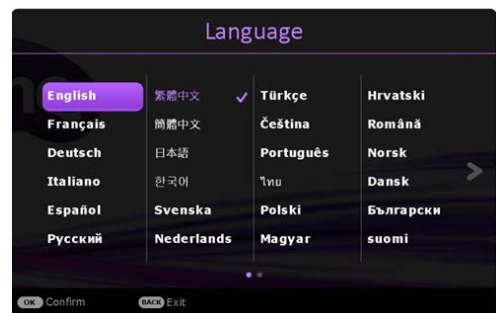 Language
English
Français
Deutsch
Italiano
Español
Русский
繁體中文
簡體中文
日本語
한국어
Svenska
Nederlands
Türkçe
Čeština
Português
ไทย
Polski
Magyar
Hrvatski
Română
Norsk
Dansk
Български
suomi
OK Confirm
BACK Exit